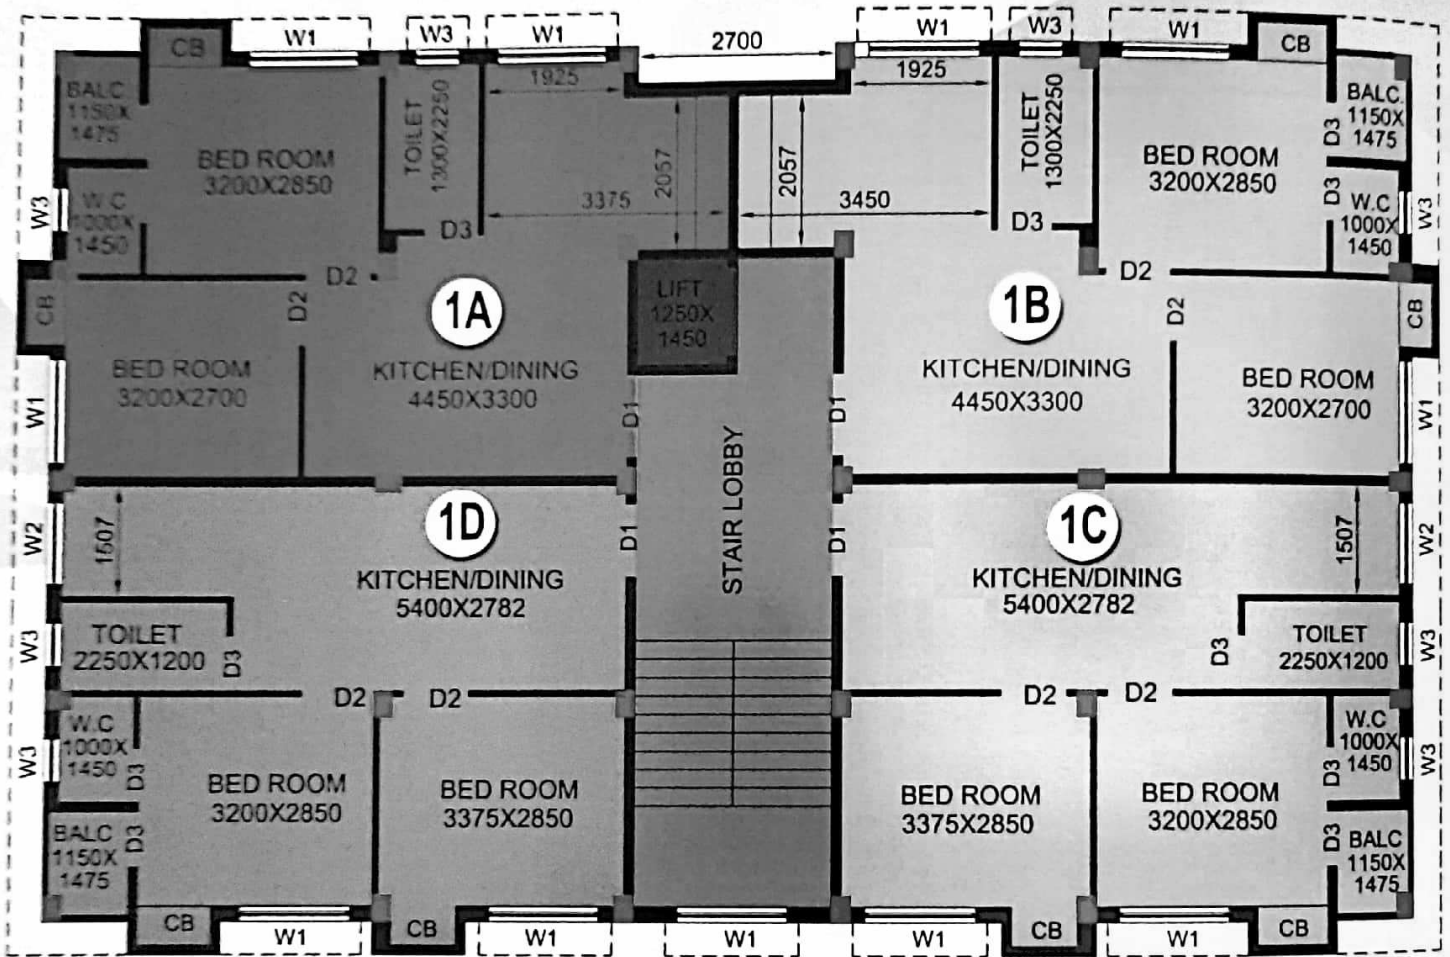 CB
W1
W3
W1
2700
W1
W3
W1
CB
1925
1925
BALC
1150X
1475
TOILET
1300X2250
TOILET
1300X2250
BALC.
1150X
1475
D3
BED ROOM
3200X2850
2057
2057
BED ROOM
3200X2850
3375
3450
W3
W.C
1000X
1450
D3
D3
D3
W.C
1000X
1450
W3
D2
D2
CB
D2
1A
LIFT
1250X
1450
1B
D2
CB
BED ROOM
3200X2700
KITCHEN/DINING
4450X3300
KITCHEN/DINING
4450X3300
BED ROOM
3200X2700
W1
D1
D1
W1
STAIR LOBBY
W2
1507
1D
D1
D1
1C
1507
W2
KITCHEN/DINING
5400X2782
KITCHEN/DINING
5400X2782
W3
TOILET
2250X1200
D3
D3
TOILET
2250X1200
W3
D2
D2
D2
D2
W3
W.C
1000X
1450
D3
BED ROOM
3200X2850
BED ROOM
3375X2850
BED ROOM
3375X2850
BED ROOM
3200X2850
D3
W.C
1000X
1450
W3
BALC
1150X
1475
D3
D3
BALC
1150X
1475
CB
W1
CB
W1
W1
W1
CB
W1
CB